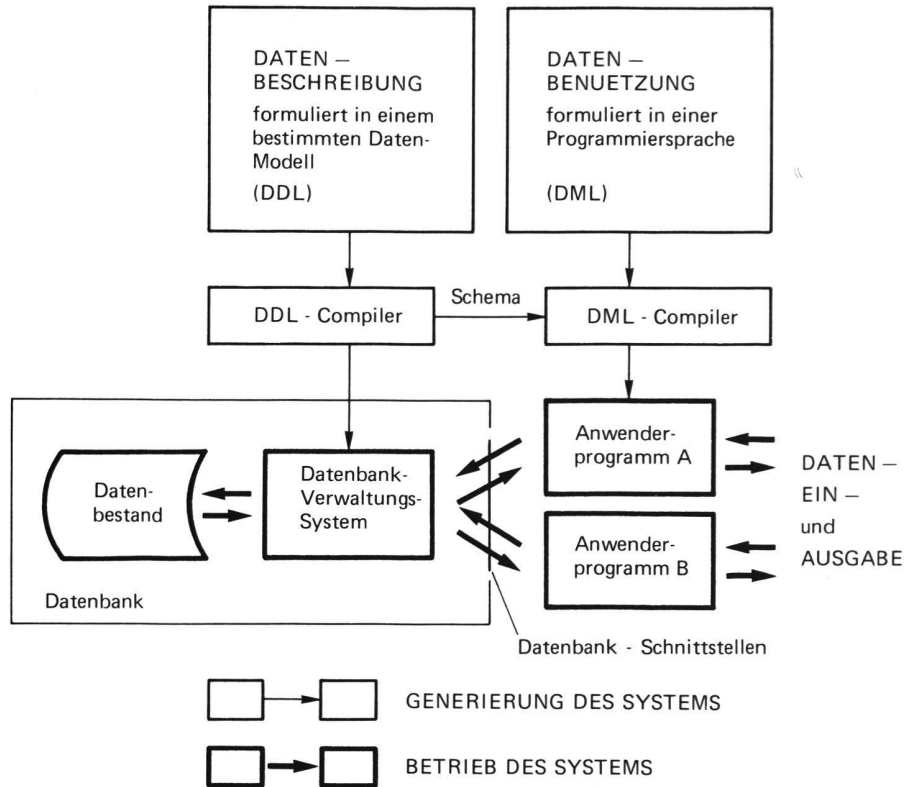 DATEN –
BESCHREIBUNG
formuliert in einem
bestimmten Daten-
Modell
(DDL)
DATEN –
BENUETZUNG
formuliert in einer
Programmiersprache
(DML)
DDL - Compiler
Schema
DML - Compiler
Daten-
bestand
Datenbank-
Verwaltungs-
System
Anwender-
programm A
Anwender-
programm B
DATEN –
EIN –
und
AUSGABE
Datenbank
Datenbank - Schnittstellen
GENERIERUNG DES SYSTEMS
BETRIEB DES SYSTEMS